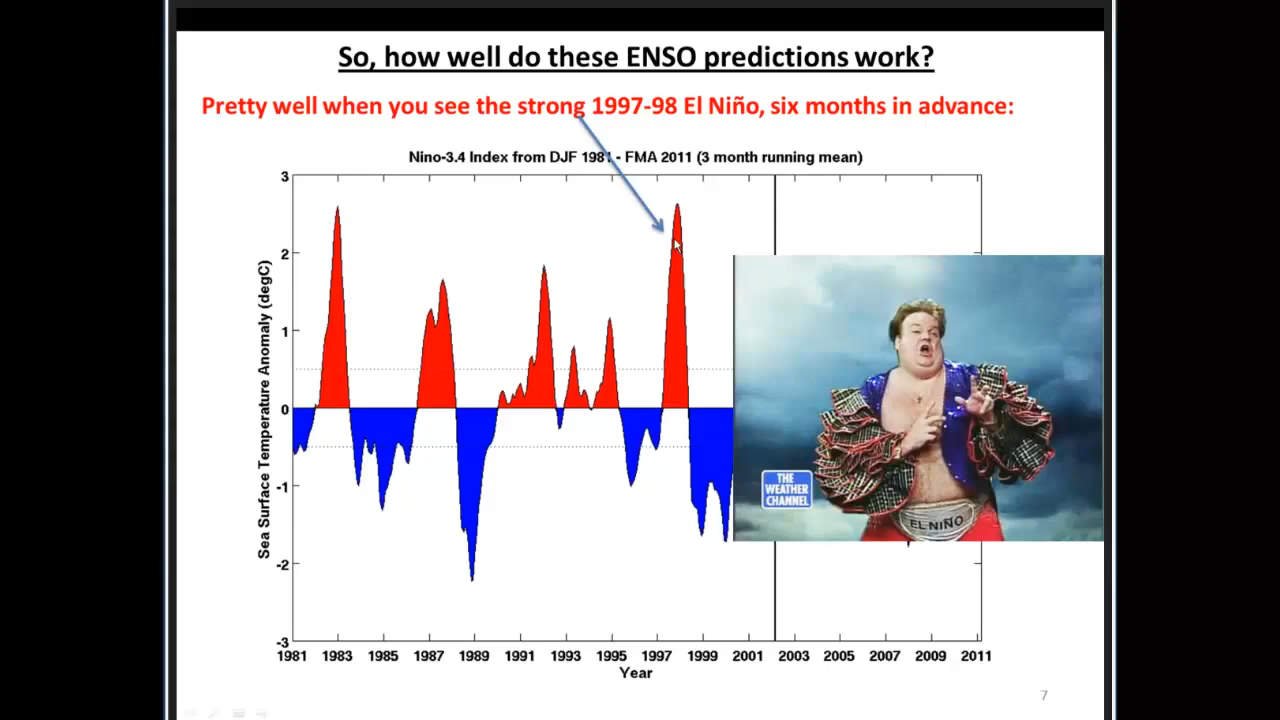 So, how well do these ENSO predictions work?
Pretty well when you see the strong 1997-98 El Niño, six months in advance:
Nino-3.4 Index from DJF 1981 - FMA 2011 (3 month running mean)
Sea Surface Temperature Anomaly (degC)
3
2
1
0
-1
-2
-3
THE
WEATHER
CHANNEL
EL NIÑO
1981 1983 1985 1987 1989 1991 1993 1995 1997 1999 2001 2003 2005 2007 2009 2011
Year
7